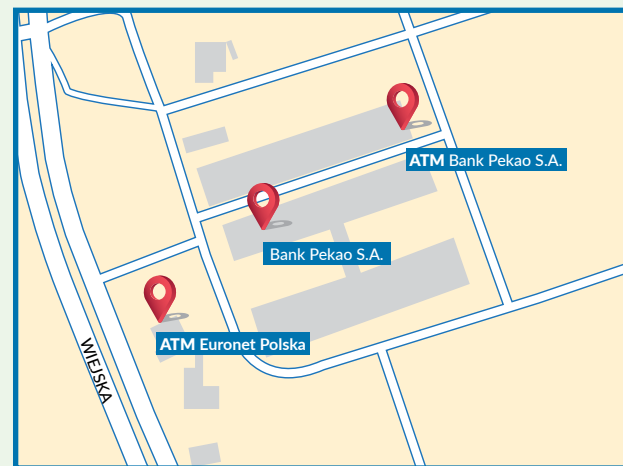 ATM Bank Pekao S.A.
Bank Pekao S.A.
ATM Euronet Polska
WIEJSKA